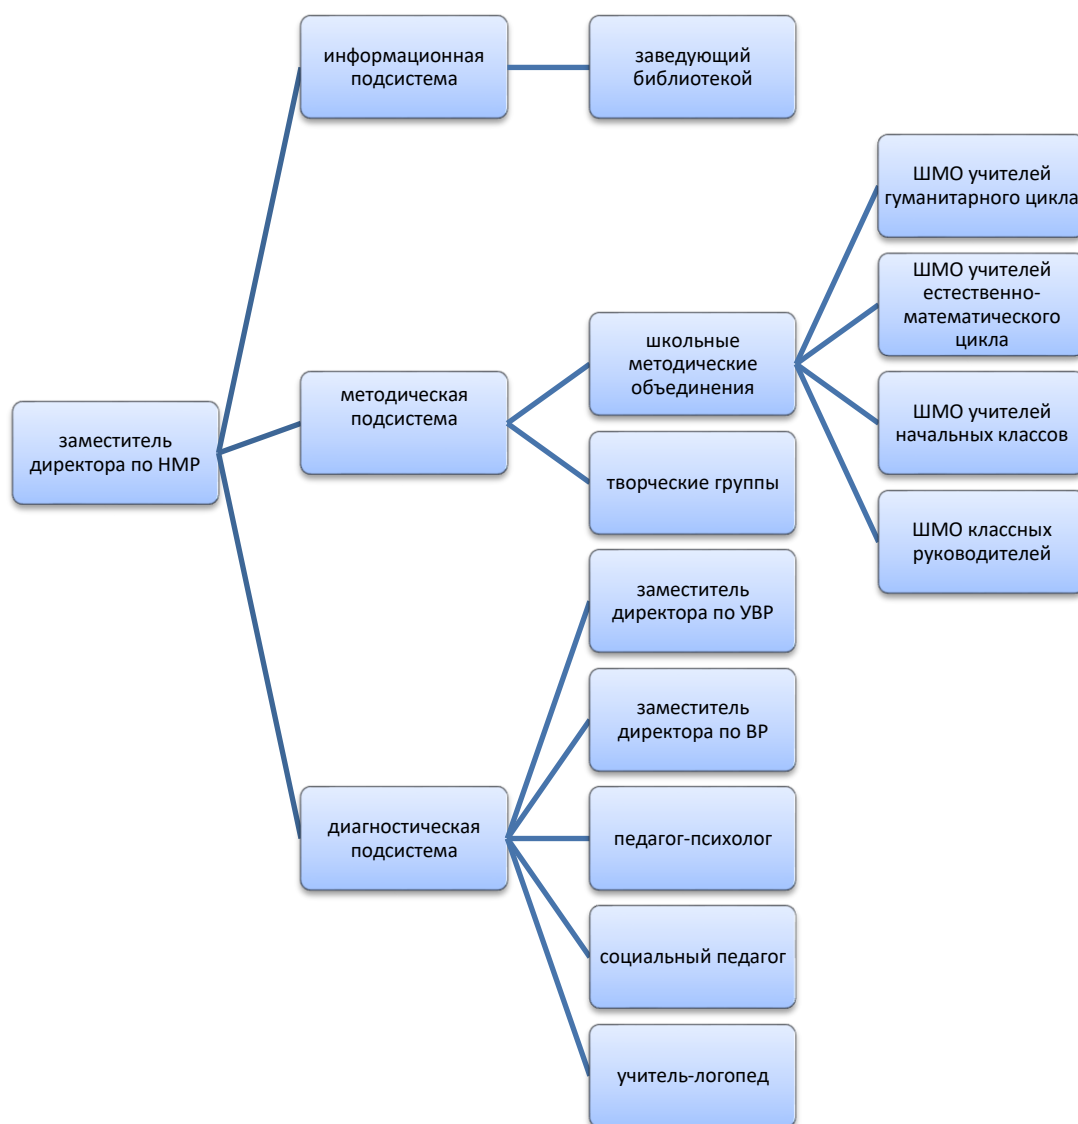 информационная
подсистема
заведующий
библиотекой
ШМО учителей
гуманитарного цикла
ШМО учителей
естественно-
математического
цикла
школьные
методические
объединения
методическая
подсистема
ШМО учителей
начальных классов
заместитель
директора по НМР
творческие группы
ШМО классных
руководителей
заместитель
директора по УВР
заместитель
директора по ВР
диагностическая
подсистема
педагог-психолог
социальный педагог
учитель-логопед